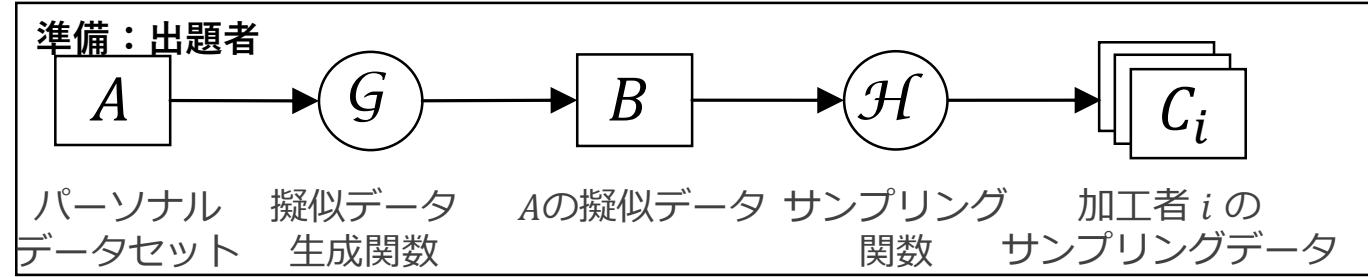 準備：出題者
A
𝒢
B
ℋ
C_i
パーソナル
データセット
擬似データ
生成関数
Aの擬似データ
サンプリング
関数
加工者 i の
サンプリングデータ